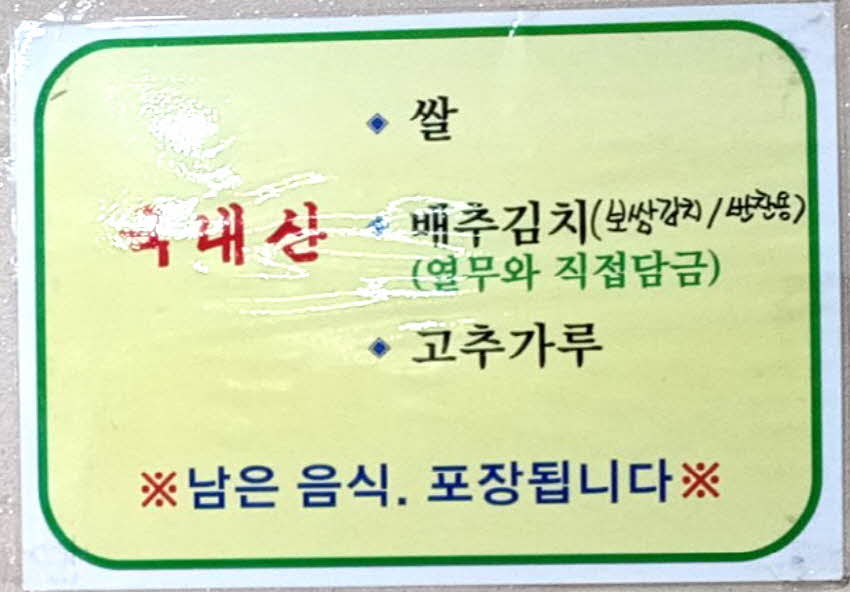 ◆ 쌀
국내산 ◆ 배추김치(보쌈김치/반찬용)
(열무와 직접담금)
◆ 고추가루
※남은 음식. 포장됩니다※